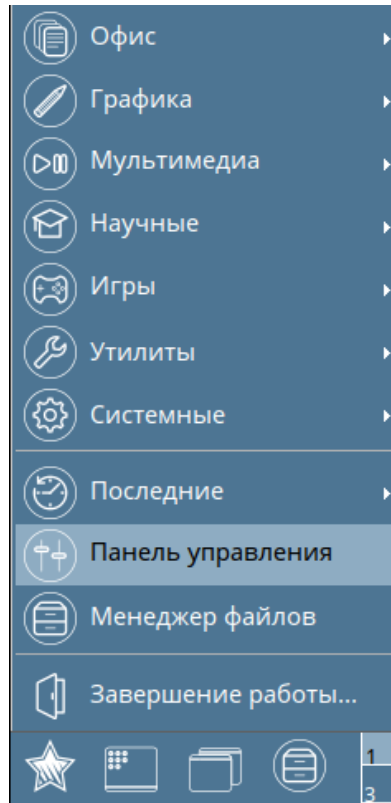 Офис
Графика
Мультимедиа
Научные
Игры
Утилиты
Системные
Последние
Панель управления
Менеджер файлов
Завершение работы...
1
3